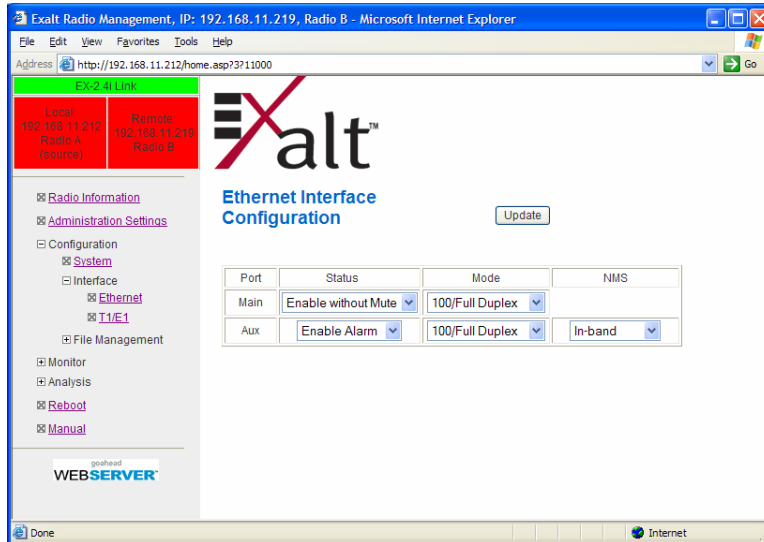 Exalt Radio Management, IP: 192.168.11.219, Radio B - Microsoft Internet Explorer
File Edit View Favorites Tools Help
Address http://192.168.11.212/home.asp?3?11000 Go
EX-2.4i Link
Local
192.168.11.212
Radio A
(source)
Remote
192.168.11.219
Radio B
EXalt™
Radio Information
Administration Settings
Configuration
System
Interface
Ethernet
T1/E1
File Management
Monitor
Analysis
Reboot
Manual
goahead
WEBSERVER
Ethernet Interface
Configuration
Update
Port Status Mode NMS
Main Enable without Mute 100/Full Duplex
Aux Enable Alarm 100/Full Duplex In-band
Done Internet